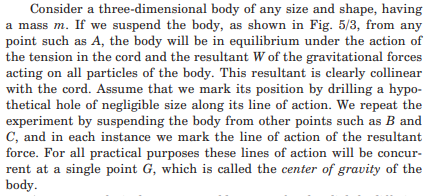 Consider a three-dimensional body of any size and shape, having
a mass m. If we suspend the body, as shown in Fig. 5/3, from any
point such as A, the body will be in equilibrium under the action of
the tension in the cord and the resultant W of the gravitational forces
acting on all particles of the body. This resultant is clearly collinear
with the cord. Assume that we mark its position by drilling a hypo-
thetical hole of negligible size along its line of action. We repeat the
experiment by suspending the body from other points such as B and
C, and in each instance we mark the line of action of the resultant
force. For all practical purposes these lines of action will be concur-
rent at a single point G, which is called the center of gravity of the
body.